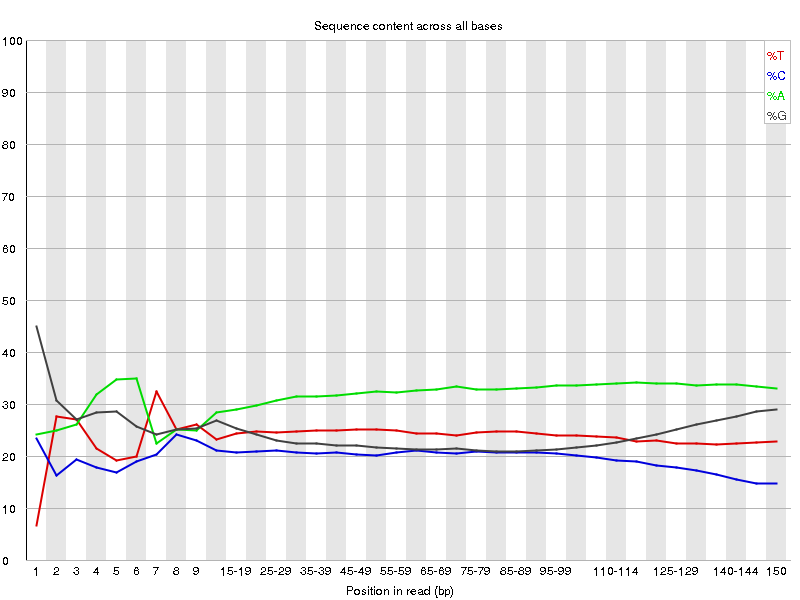 Sequence content across all bases
100
90
80
70
60
50
40
30
20
10
0
%T
%C
%A
%G
1 2 3 4 5 6 7 8 9 15-19 25-29 35-39 45-49 55-59 65-69 75-79 85-89 95-99 110-114 125-129 140-144 150
Position in read (bp)